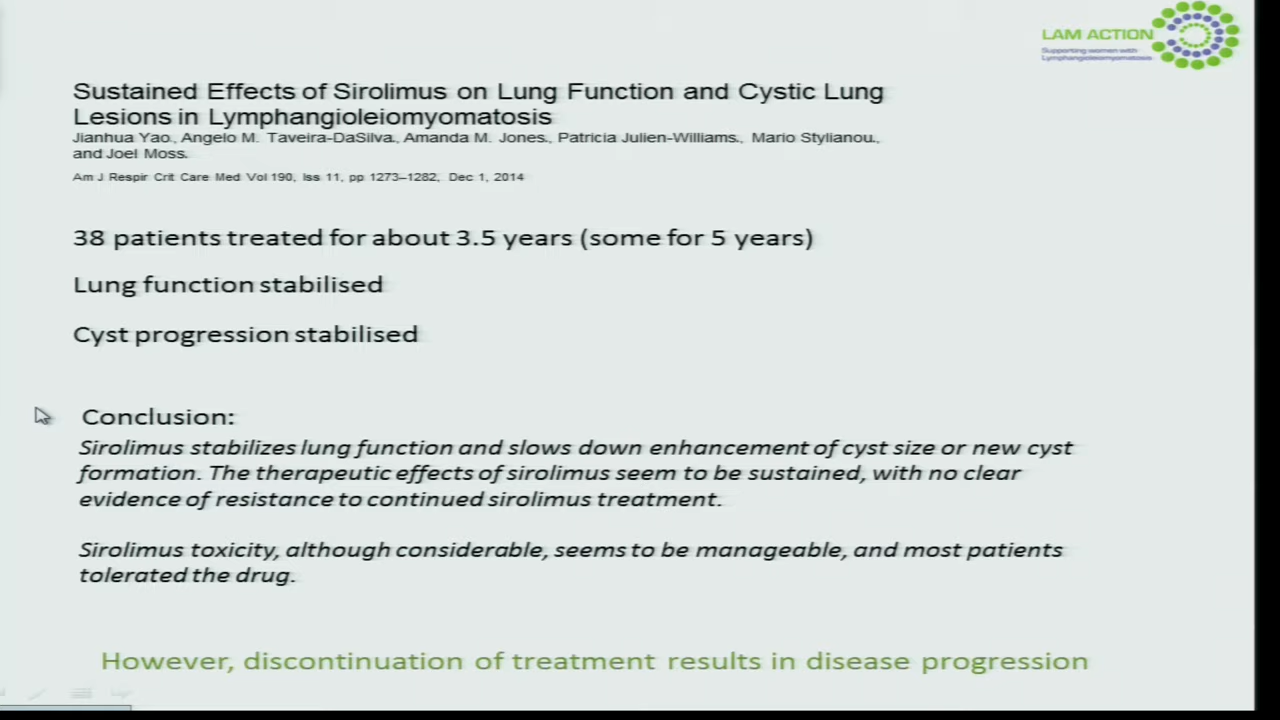 LAM ACTION
Supporting women with
Lymphangioleiomyomatosis
Sustained Effects of Sirolimus on Lung Function and Cystic Lung
Lesions in Lymphangioleiomyomatosis
Jianhua Yao., Angelo M. Taveira-DaSilva., Amanda M. Jones., Patricia Julien-Williams., Mario Stylianou.,
and Joel Moss.
Am J Respir Crit Care Med Vol 190, Iss 11, pp 1273–1282, Dec 1, 2014
38 patients treated for about 3.5 years (some for 5 years)
Lung function stabilised
Cyst progression stabilised
Conclusion:
Sirolimus stabilizes lung function and slows down enhancement of cyst size or new cyst
formation. The therapeutic effects of sirolimus seem to be sustained, with no clear
evidence of resistance to continued sirolimus treatment.
Sirolimus toxicity, although considerable, seems to be manageable, and most patients
tolerated the drug.
However, discontinuation of treatment results in disease progression